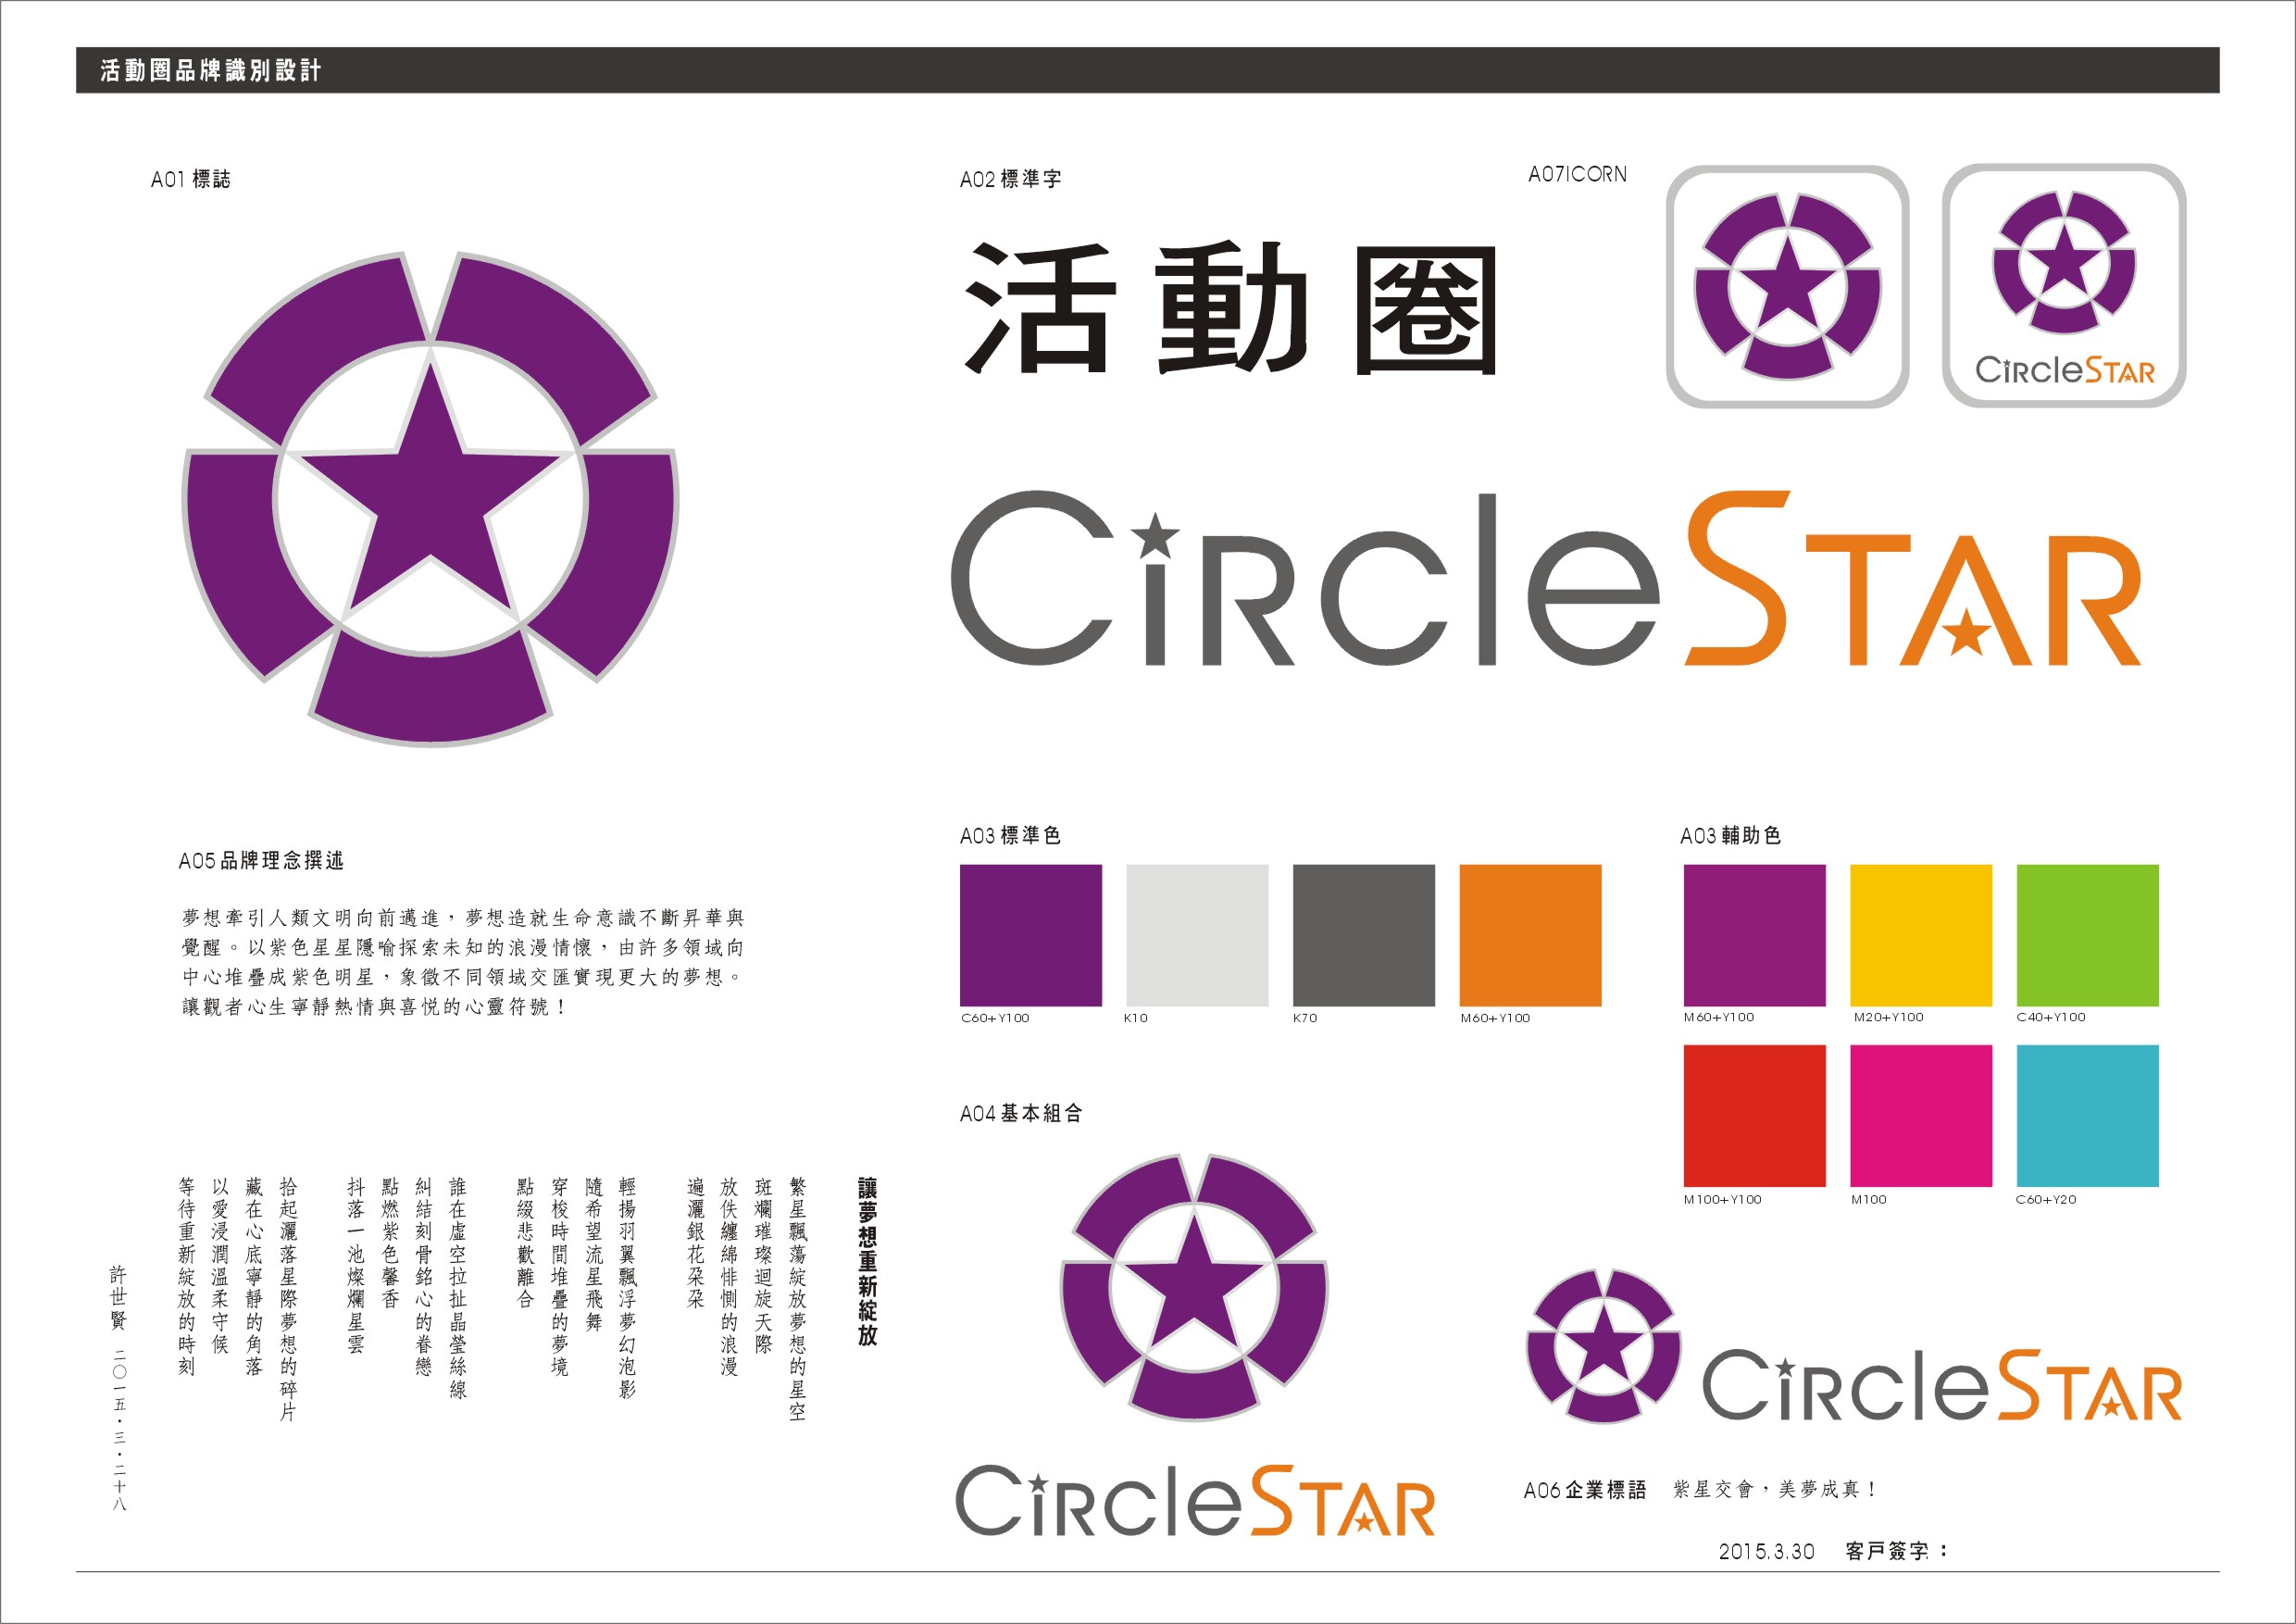 活動圈品牌識別設計
A01 標誌
A02 標準字
A07ICORN
活動圈
CiRcleSTAR
CiRcleSTAR
A05 品牌理念撰述
夢想牽引人類文明向前邁進，夢想造就生命意識不斷昇華與
覺醒。以紫色星星隱喻探索未知的浪漫情懷，由許多領域向
中心堆疊成紫色明星，象徵不同領域交匯實現更大的夢想。
讓觀者心生寧靜熱情與喜悅的心靈符號！
A03 標準色
C60+Y100
K10
K70
M60+Y100
A03 輔助色
M60+Y100
M20+Y100
C40+Y100
M100+Y100
M100
C60+Y20
讓夢想重新綻放
繁星飄蕩綻放夢想的星空
斑斕璀璨迴旋天際
放佚纏綿悱惻的浪漫
遍灑銀花朵朵
輕揚羽翼飄浮夢幻泡影
隨希望流星飛舞
穿梭時間堆疊的夢境
點綴悲歡離合
誰在虛空拉扯晶瑩絲線
糾結刻骨銘心的眷戀
點燃紫色馨香
抖落一池燦爛星雲
拾起灑落星際夢想的碎片
藏在心底寧靜的角落
以愛浸潤溫柔守候
等待重新綻放的時刻
許世賢 二〇一五·三·二十八
A04 基本組合
CiRcleSTAR
CiRcleSTAR
A06 企業標語 紫星交會，美夢成真！
2015.3.30 客戶簽字：